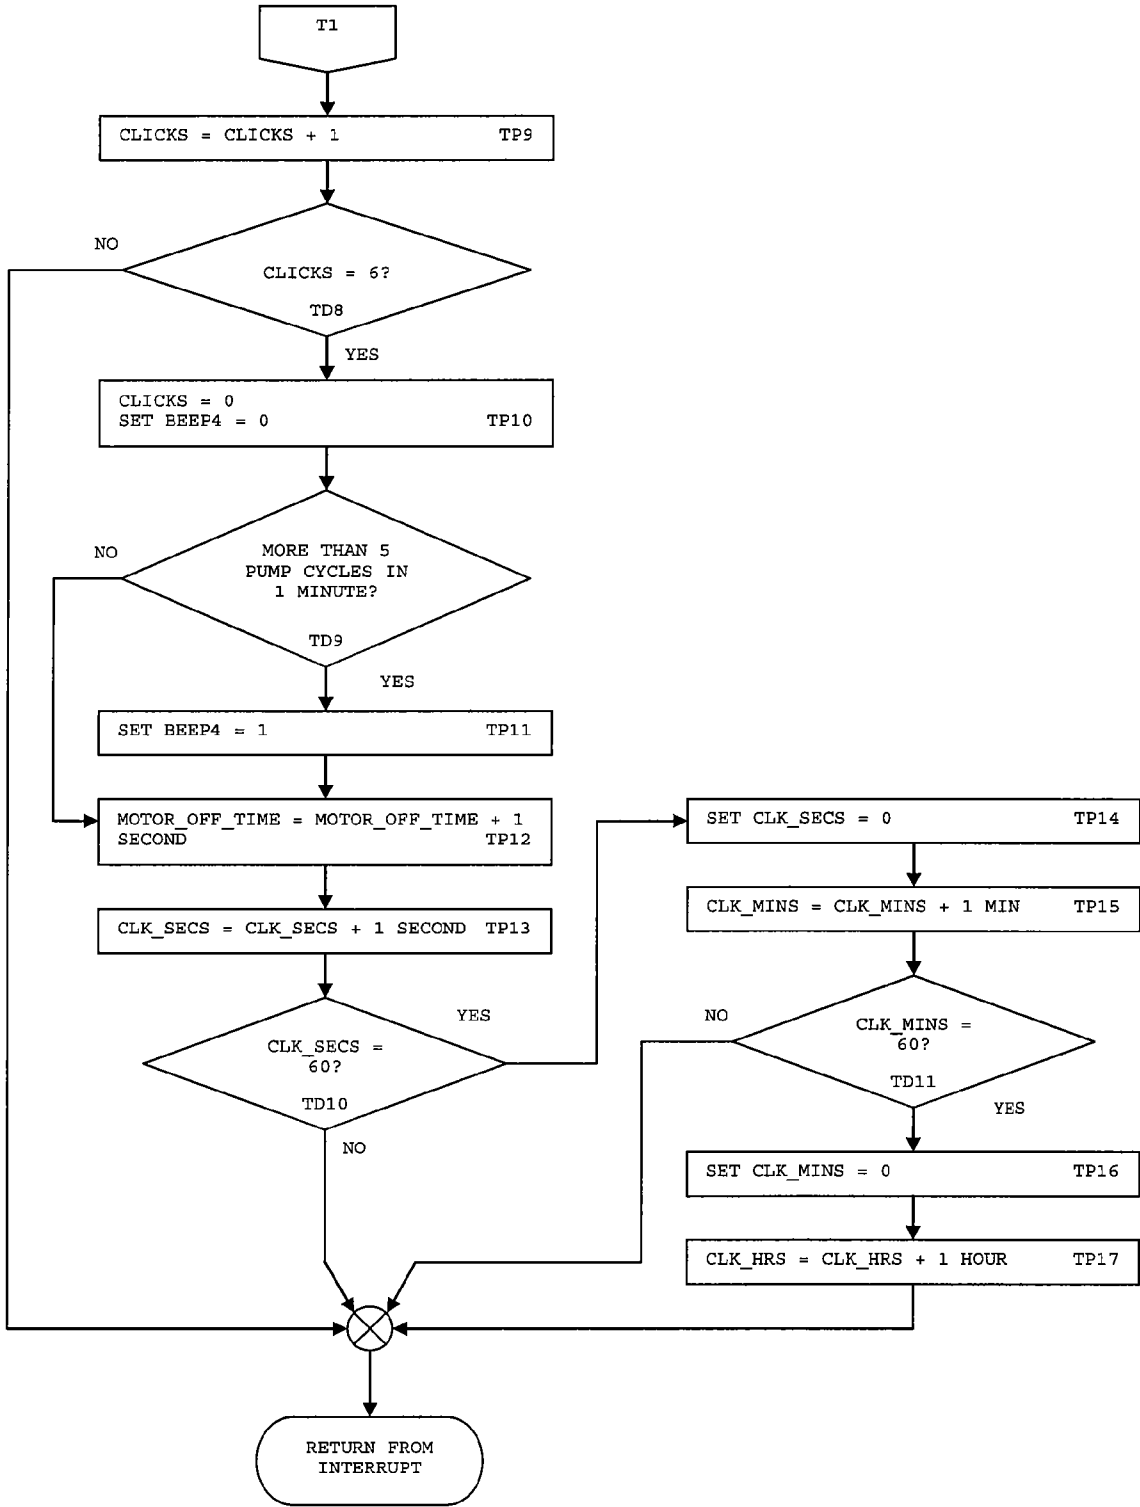 T1
CLICKS = CLICKS + 1 TP9
NO
CLICKS = 6?
TD8
YES
CLICKS = 0
SET BEEP4 = 0 TP10
NO
MORE THAN 5
PUMP CYCLES IN
1 MINUTE?
TD9
YES
SET BEEP4 = 1 TP11
MOTOR_OFF_TIME = MOTOR_OFF_TIME + 1
SECOND TP12
CLK_SECS = CLK_SECS + 1 SECOND TP13
YES
CLK_SECS =
60?
TD10
NO
SET CLK_SECS = 0 TP14
CLK_MINS = CLK_MINS + 1 MIN TP15
NO
CLK_MINS =
60?
TD11
YES
SET CLK_MINS = 0 TP16
CLK_HRS = CLK_HRS + 1 HOUR TP17
RETURN FROM
INTERRUPT